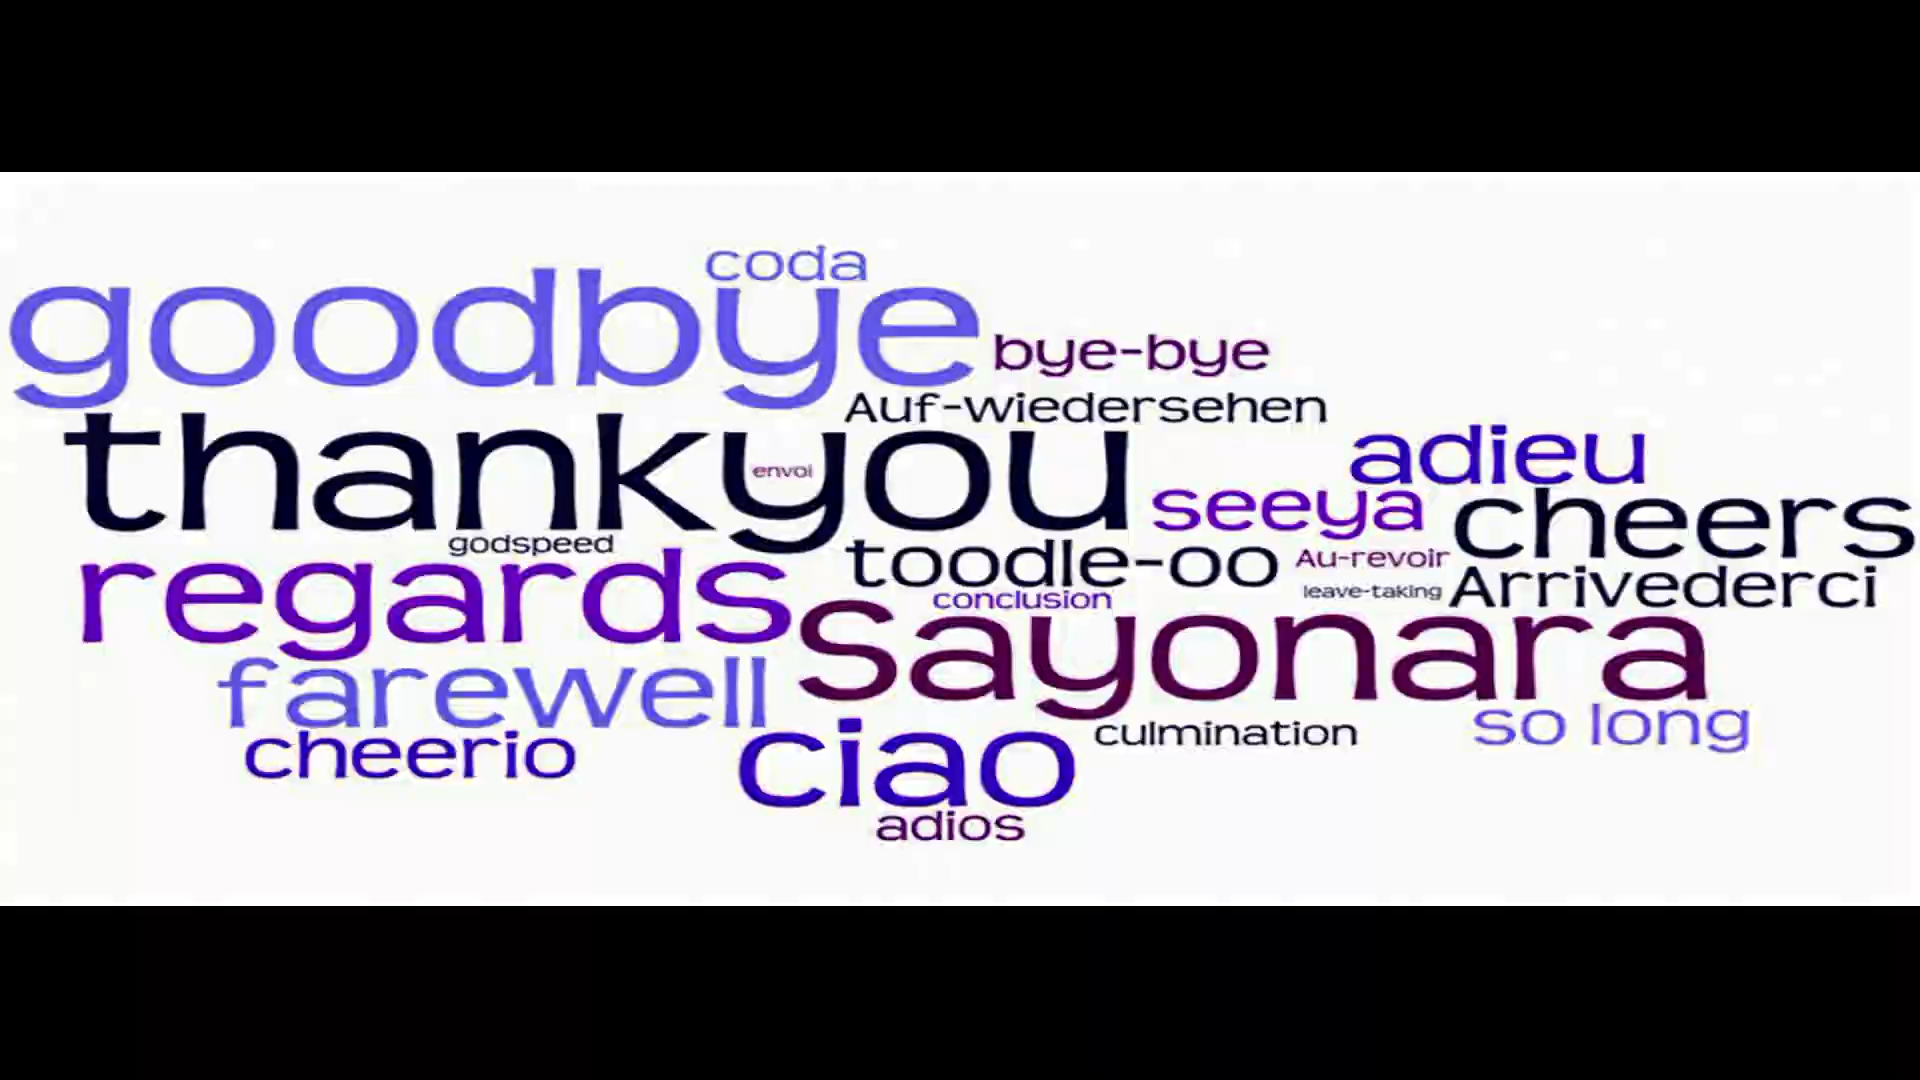 coda
goodbye
bye-bye
Auf-wiedersehen
thankyou
envoi
adieu
seeya
cheers
godspeed
toodle-oo
Au-revoir
regards
conclusion
leave-taking
Arrivederci
sayonara
farewell
so long
cheerio
ciao
culmination
adios